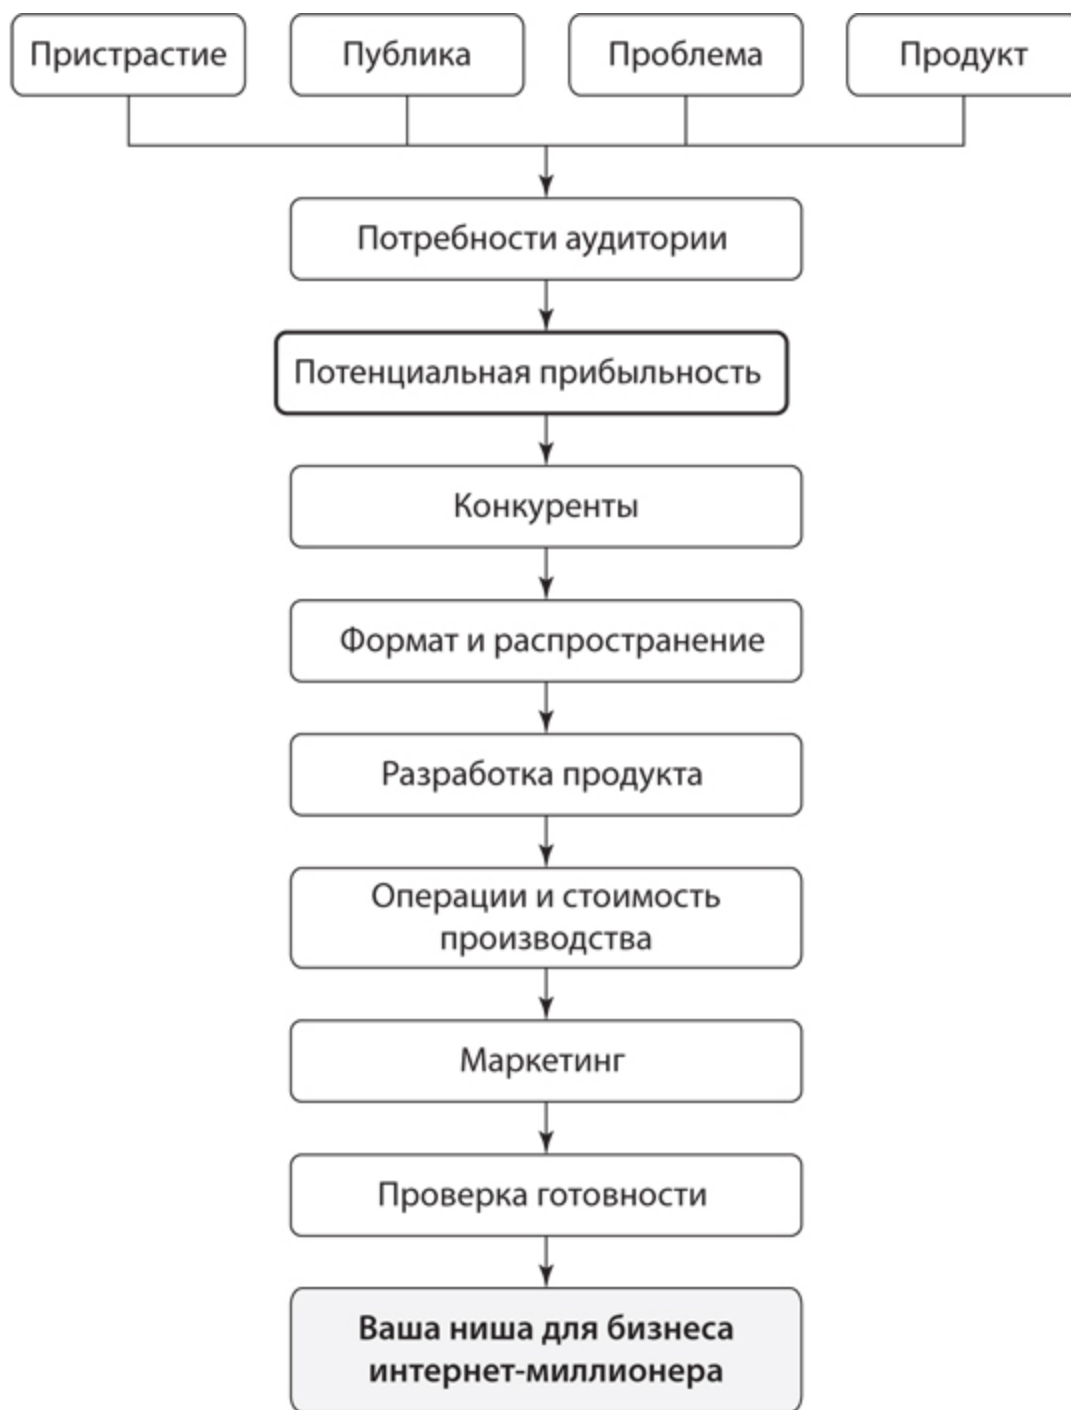 Пристрастие
Публика
Проблема
Продукт
Потребности аудитории
Потенциальная прибыльность
Конкуренты
Формат и распространение
Разработка продукта
Операции и стоимость
производства
Маркетинг
Проверка готовности
Ваша ниша для бизнеса
интернет-миллионера